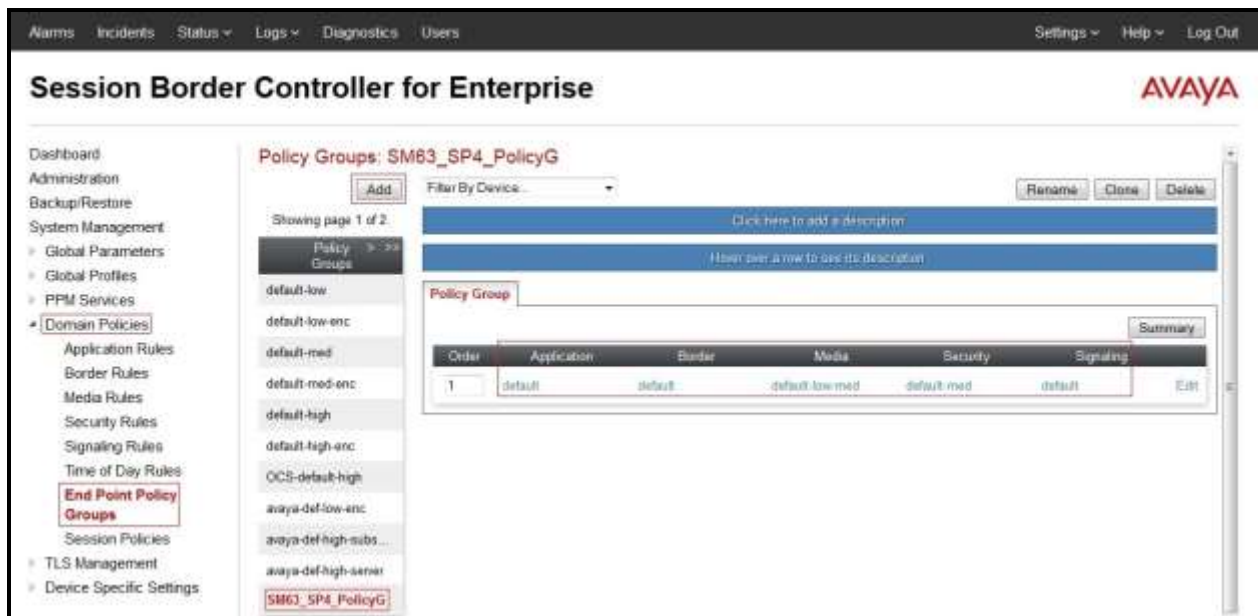 Alarms Incidents Status Logs Diagnostics Users Settings Help Log Out
Session Border Controller for Enterprise
AVAYA
Dashboard
Administration
Backup/Restore
System Management
Global Parameters
Global Profiles
PPM Services
Domain Policies
Application Rules
Border Rules
Media Rules
Security Rules
Signaling Rules
Time of Day Rules
End Point Policy
Groups
Session Policies
TLS Management
Device Specific Settings
Policy Groups: SM63_SP4_PolicyG
Add
Filter By Device...
Rename Clone Delete
Showing page 1 of 2.
Policy > >>
Groups
default-low
default-low-enc
default-med
default-med-enc
default-high
default-high-enc
OCS-default-high
avaya-def-low-enc
avaya-def-high-subs...
avaya-def-high-server
SM63_SP4_PolicyG
Click here to add a description.
Hover over a row to see its description.
Policy Group
Summary
Order Application Border Media Security Signaling
1 default default default-low-med default-med default Edit